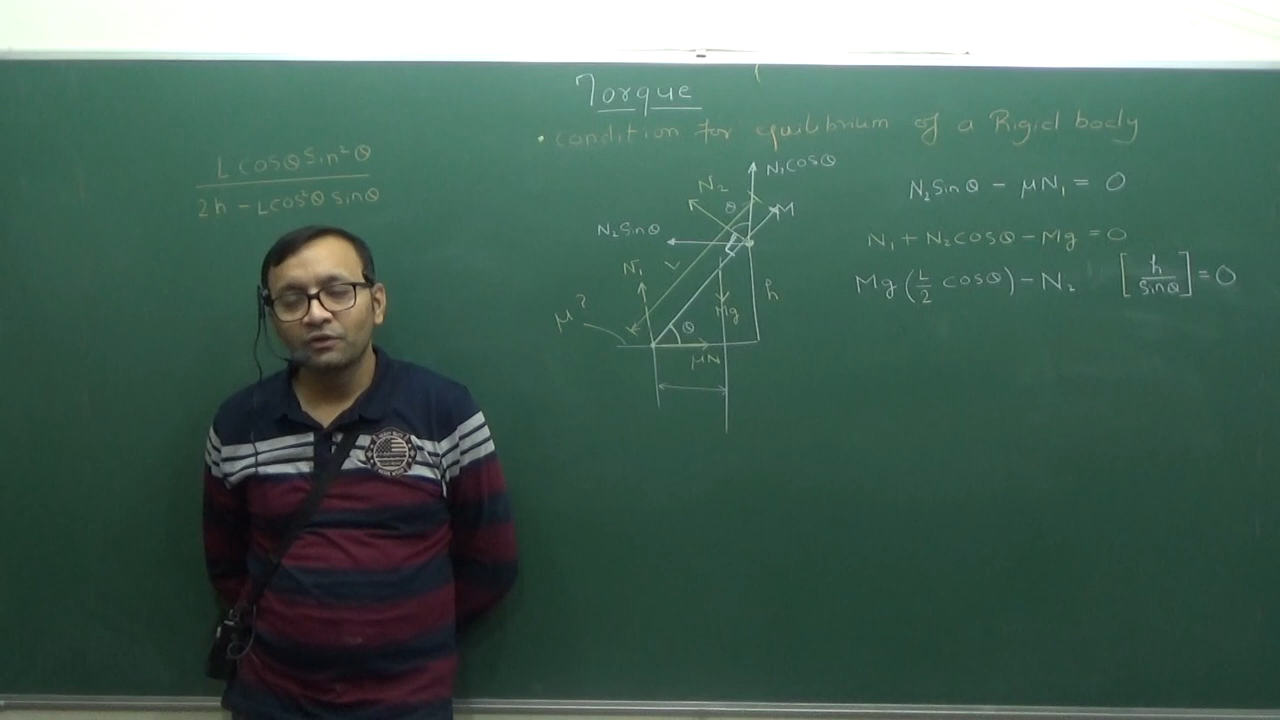 Torque
• condition for equilibrium of a Rigid body
L cosθ Sin²θ
2h - Lcos²θ sinθ
N₁cosθ
N₂
θ
M
N₂sinθ
N₁
L
h
Mg
μ?
θ
μN
N₂sinθ - μN₁ = 0
N₁ + N₂cosθ - Mg = 0
Mg (L/2 cosθ) - N₂ [h/sinθ] = 0